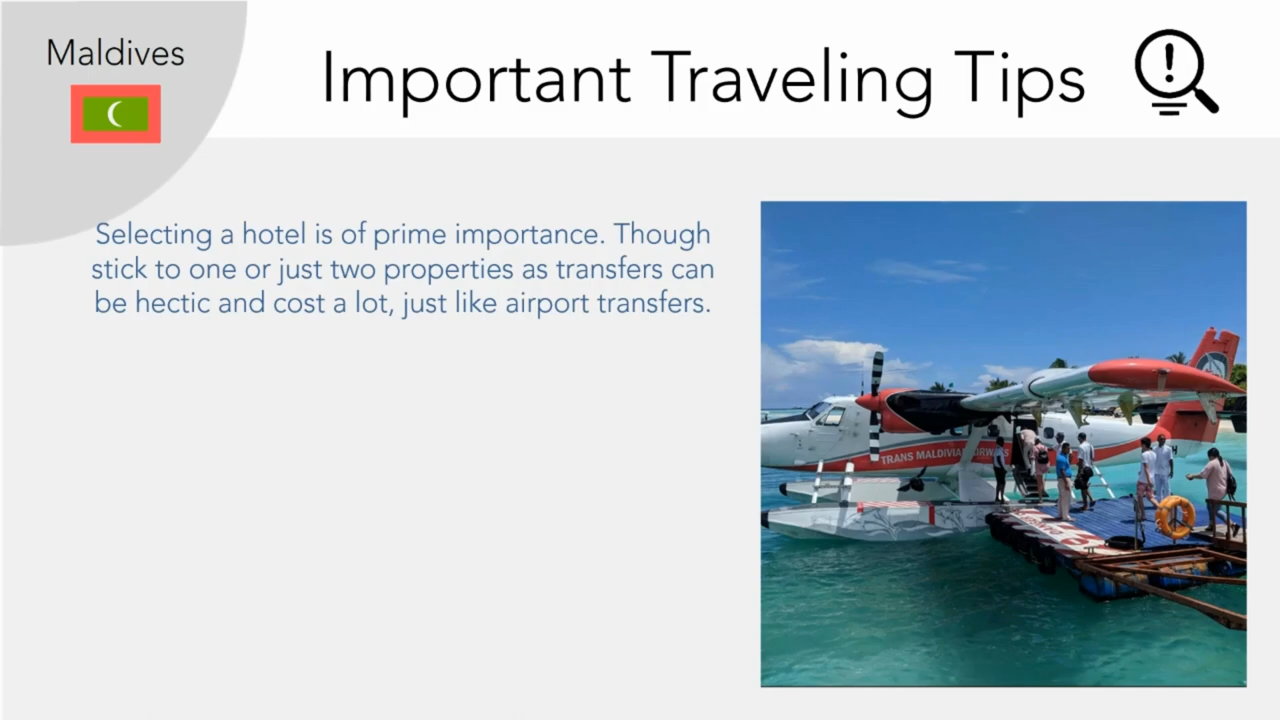 Maldives
Important Traveling Tips
Selecting a hotel is of prime importance. Though
stick to one or just two properties as transfers can
be hectic and cost a lot, just like airport transfers.
TRANS MALDIVIAN AIRWAYS